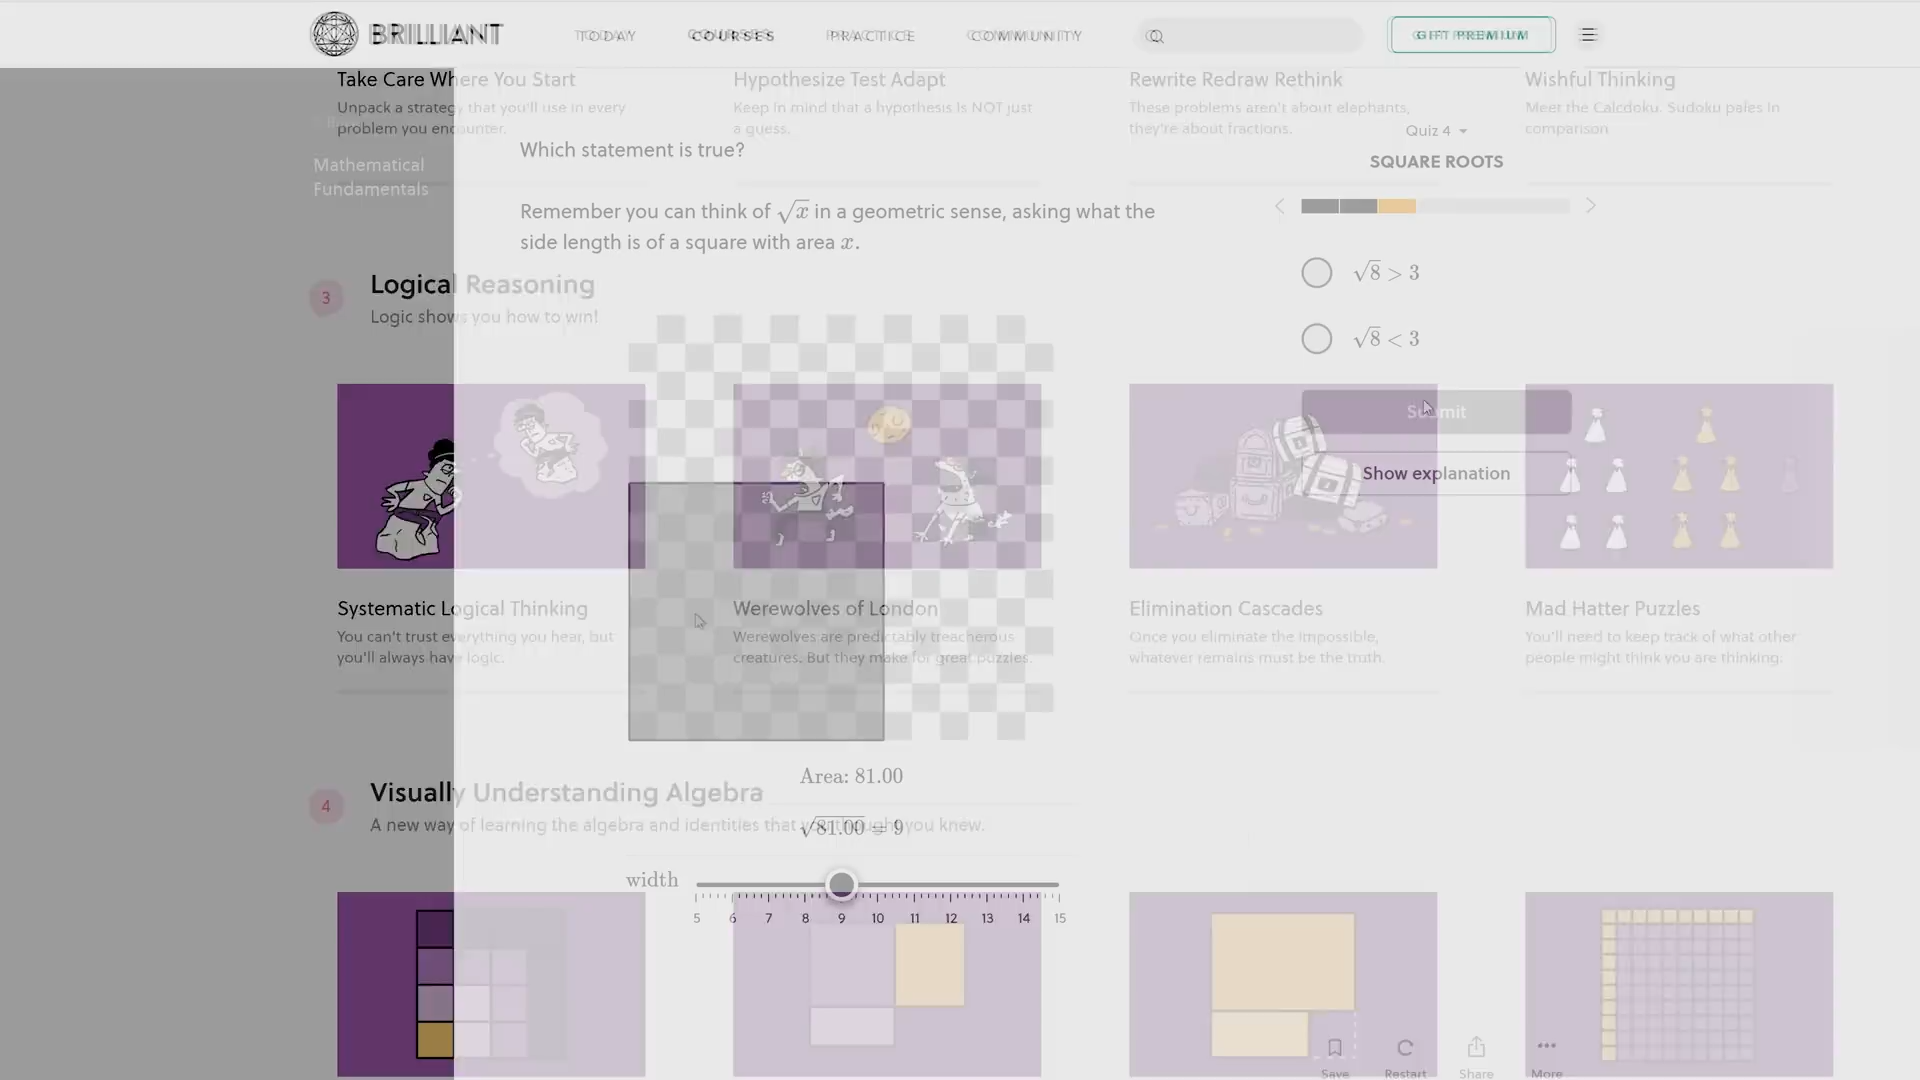 BRILLIANT
TODAY COURSES PRACTICE COMMUNITY GIFT PREMIUM
Take Care Where You Start
Unpack a strategy that you'll use in every
problem you encounter.
Hypothesize Test Adapt
Keep in mind that a hypothesis is NOT just
a guess.
Rewrite Redraw Rethink
These problems aren't about elephants,
they're about fractions.
Wishful Thinking
Meet the Calcdoku. Sudoku pales in
comparison
Mathematical
Fundamentals
Which statement is true?
Remember you can think of √x in a geometric sense, asking what the
side length is of a square with area x.
Quiz 4
SQUARE ROOTS
√8 > 3
√8 < 3
Submit
Show explanation
3
Logical Reasoning
Logic shows you how to win!
Systematic Logical Thinking
You can't trust everything you hear, but
you'll always have logic.
Werewolves of London
Werewolves are predictably treacherous
creatures. But they make for great puzzles.
Elimination Cascades
Once you eliminate the impossible,
whatever remains must be the truth.
Mad Hatter Puzzles
You'll need to keep track of what other
people might think you are thinking.
Area: 81.00
√81.00 = 9
width
5 6 7 8 9 10 11 12 13 14 15
4
Visually Understanding Algebra
A new way of learning the algebra and identities that you thought you knew.
Save Restart Share More